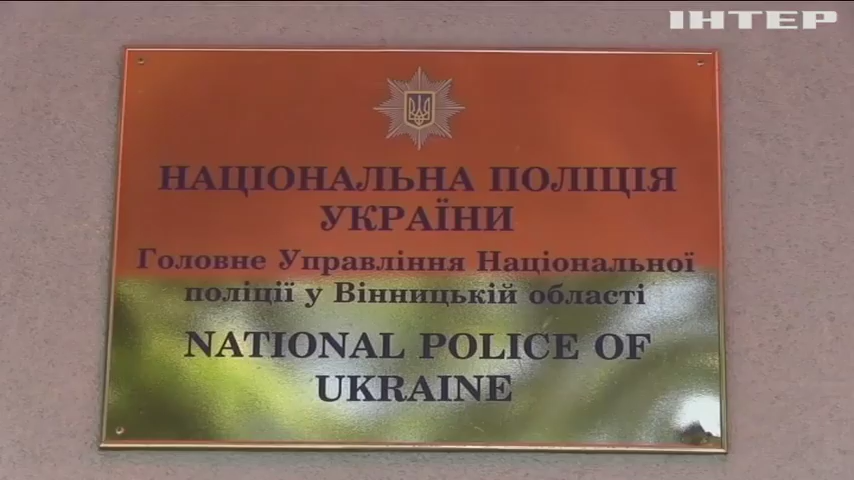 ІНТЕР
НАЦІОНАЛЬНА ПОЛІЦІЯ
УКРАЇНИ
Головне Управління Національної
поліції у Вінницькій області
NATIONAL POLICE OF
UKRAINE